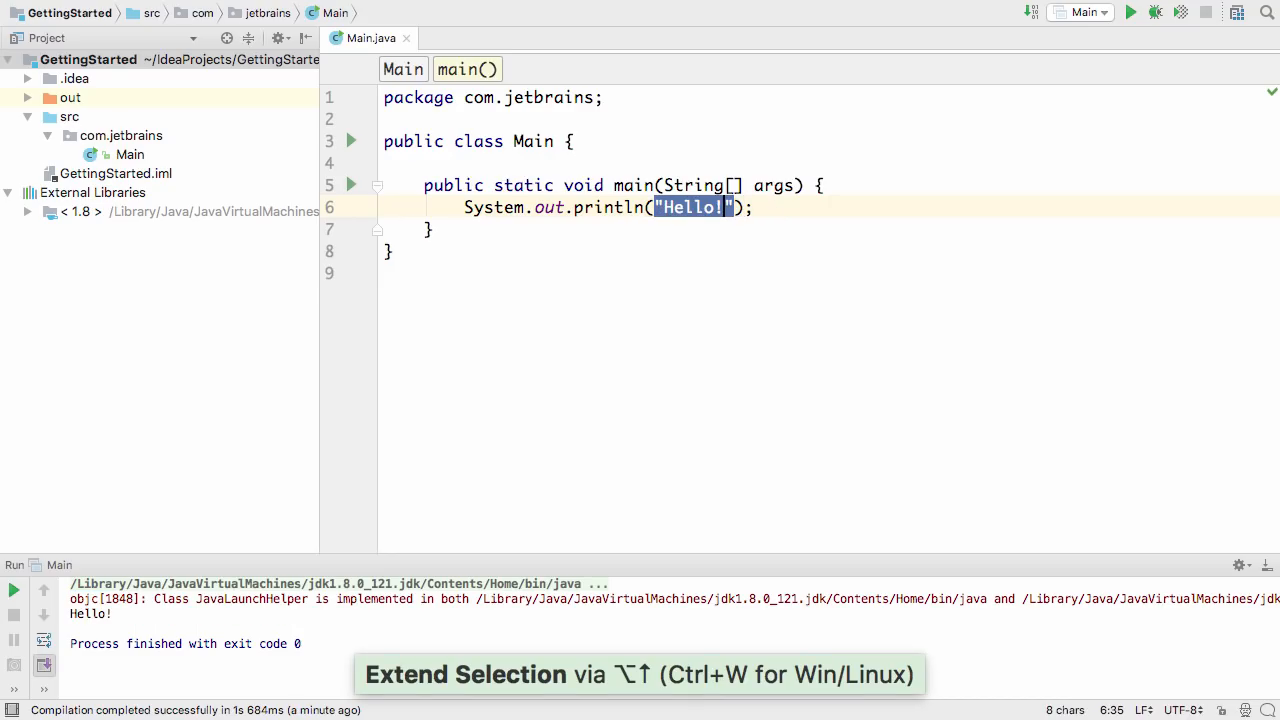 GettingStarted src com jetbrains Main
Main
Project
Main.java
GettingStarted ~/IdeaProjects/GettingStarte
.idea
out
src
com.jetbrains
Main
GettingStarted.iml
External Libraries
< 1.8 > /Library/Java/JavaVirtualMachines
Main main()
1 package com.jetbrains;
2
3 public class Main {
4
5 public static void main(String[] args) {
6 System.out.println("Hello!");
7 }
8 }
9
Run Main
/Library/Java/JavaVirtualMachines/jdk1.8.0_121.jdk/Contents/Home/bin/java ...
objc[1848]: Class JavaLaunchHelper is implemented in both /Library/Java/JavaVirtualMachines/jdk1.8.0_121.jdk/Contents/Home/bin/java and /Library/Java/JavaVirtualMachines/jd
Hello!
Process finished with exit code 0
Extend Selection via ⌥↑ (Ctrl+W for Win/Linux)
Compilation completed successfully in 1s 684ms (a minute ago)
8 chars 6:35 LF÷ UTF-8÷